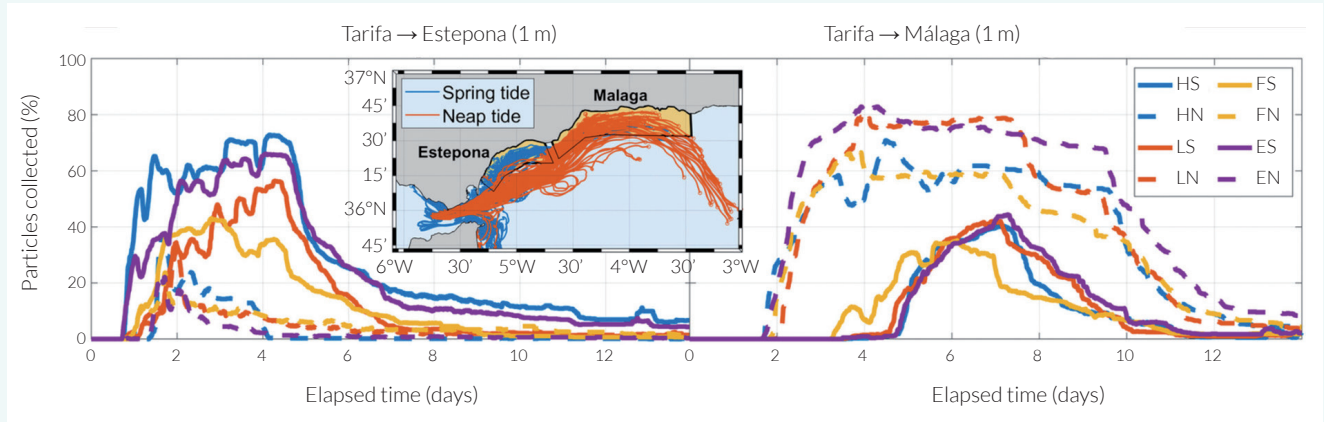 Tarifa → Estepona (1 m)
Tarifa → Málaga (1 m)
Particles collected (%)
100
80
60
40
20
0
37°N
45'
30'
15'
36°N
45'
Spring tide
Neap tide
Malaga
Estepona
6°W 30' 5°W 30' 4°W 30' 3°W
HS FS
HN FN
LS ES
LN EN
0 2 4 6 8 10 12 0 2 4 6 8 10 12
Elapsed time (days)
Elapsed time (days)